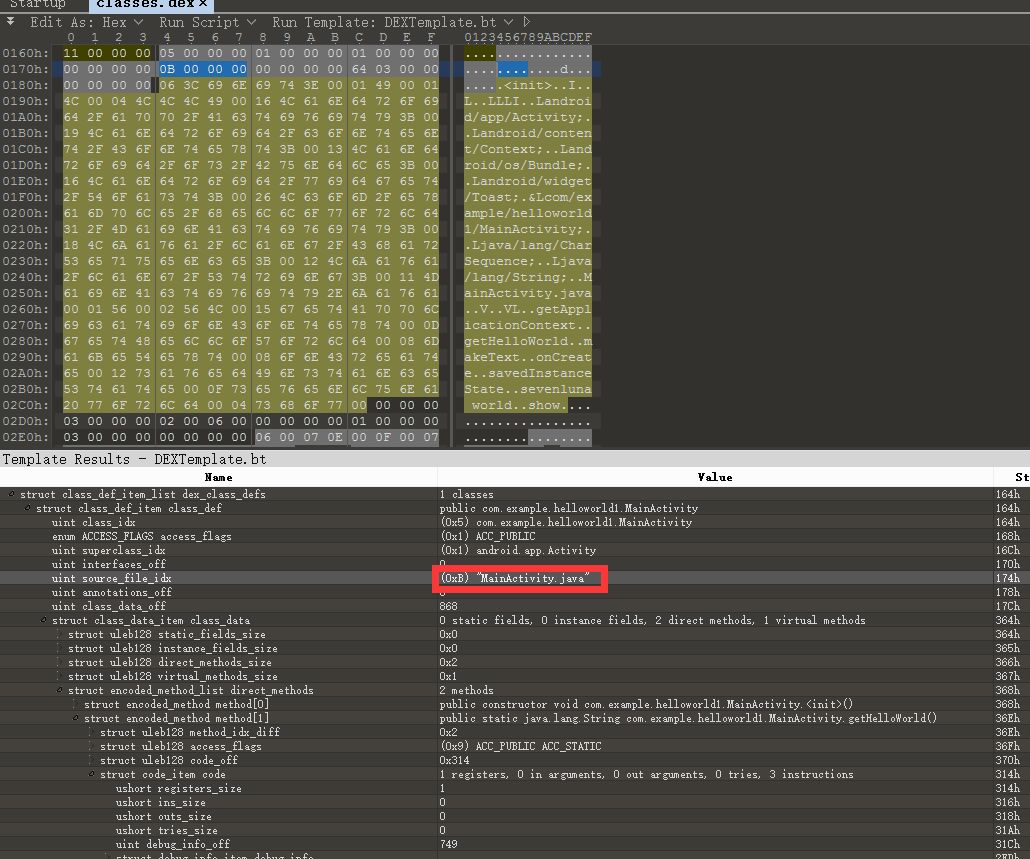 Startup classes.dex ×
Edit As: Hex Run Script Run Template: DEXTemplate.bt
0 1 2 3 4 5 6 7 8 9 A B C D E F 0123456789ABCDEF
0160h: 11 00 00 00 05 00 00 00 01 00 00 00 01 00 00 00 ................
0170h: 00 00 00 00 0B 00 00 00 00 00 00 00 64 03 00 00 ............d...
0180h: 00 00 00 00 06 3C 69 6E 69 74 3E 00 01 49 00 01 .....<init>..I..
0190h: 4C 00 04 4C 4C 4C 49 00 16 4C 61 6E 64 72 6F 69 L..LLLI..Landroi
01A0h: 64 2F 61 70 70 2F 41 63 74 69 76 69 74 79 3B 00 d/app/Activity;.
01B0h: 19 4C 61 6E 64 72 6F 69 64 2F 63 6F 6E 74 65 6E .Landroid/conten
01C0h: 74 2F 43 6F 6E 74 65 78 74 3B 00 13 4C 61 6E 64 t/Context;..Land
01D0h: 72 6F 69 64 2F 6F 73 2F 42 75 6E 64 6C 65 3B 00 roid/os/Bundle;.
01E0h: 16 4C 61 6E 64 72 6F 69 64 2F 77 69 64 67 65 74 .Landroid/widget
01F0h: 2F 54 6F 61 73 74 3B 00 26 4C 63 6F 6D 2F 65 78 /Toast;.&Lcom/ex
0200h: 61 6D 70 6C 65 2F 68 65 6C 6C 6F 77 6F 72 6C 64 ample/helloworld
0210h: 31 2F 4D 61 69 6E 41 63 74 69 76 69 74 79 3B 00 1/MainActivity;.
0220h: 18 4C 6A 61 76 61 2F 6C 61 6E 67 2F 43 68 61 72 .Ljava/lang/Char
0230h: 53 65 71 75 65 6E 63 65 3B 00 12 4C 6A 61 76 61 Sequence;..Ljava
0240h: 2F 6C 61 6E 67 2F 53 74 72 69 6E 67 3B 00 11 4D /lang/String;..M
0250h: 61 69 6E 41 63 74 69 76 69 74 79 2E 6A 61 76 61 ainActivity.java
0260h: 00 01 56 00 02 56 4C 00 15 67 65 74 41 70 70 6C ..V..VL..getAppl
0270h: 69 63 61 74 69 6F 6E 43 6F 6E 74 65 78 74 00 0D icationContext..
0280h: 67 65 74 48 65 6C 6C 6F 57 6F 72 6C 64 00 08 6D getHelloWorld..m
0290h: 61 6B 65 54 65 78 74 00 08 6F 6E 43 72 65 61 74 akeText..onCreat
02A0h: 65 00 12 73 61 76 65 64 49 6E 73 74 61 6E 63 65 e..savedInstance
02B0h: 53 74 61 74 65 00 0F 73 65 76 65 6E 6C 75 6E 61 State..sevenluna
02C0h: 20 77 6F 72 6C 64 00 04 73 68 6F 77 00 00 00 00 world..show....
02D0h: 03 00 00 00 02 00 06 00 00 00 00 00 01 00 00 00 ................
02E0h: 03 00 00 00 00 00 00 00 06 00 07 0E 00 0F 00 07 ................
Template Results - DEXTemplate.bt
Name Value St
struct class_def_item_list dex_class_defs 1 classes 164h
struct class_def_item class_def public com.example.helloworld1.MainActivity 164h
uint class_idx (0x5) com.example.helloworld1.MainActivity 164h
enum ACCESS_FLAGS access_flags (0x1) ACC_PUBLIC 168h
uint superclass_idx (0x1) android.app.Activity 16Ch
uint interfaces_off 0 170h
uint source_file_idx (0xB) "MainActivity.java" 174h
uint annotations_off 0 178h
uint class_data_off 868 17Ch
struct class_data_item class_data 0 static fields, 0 instance fields, 2 direct methods, 1 virtual methods 364h
struct uleb128 static_fields_size 0x0 364h
struct uleb128 instance_fields_size 0x0 365h
struct uleb128 direct_methods_size 0x2 366h
struct uleb128 virtual_methods_size 0x1 367h
struct encoded_method_list direct_methods 2 methods 368h
struct encoded_method method[0] public constructor void com.example.helloworld1.MainActivity.<init>() 368h
struct encoded_method method[1] public static java.lang.String com.example.helloworld1.MainActivity.getHelloWorld() 36Eh
struct uleb128 method_idx_diff 0x2 36Eh
struct uleb128 access_flags (0x9) ACC_PUBLIC ACC_STATIC 36Fh
struct uleb128 code_off 0x314 370h
struct code_item code 1 registers, 0 in arguments, 0 out arguments, 0 tries, 3 instructions 314h
ushort registers_size 1 314h
ushort ins_size 0 316h
ushort outs_size 0 318h
ushort tries_size 0 31Ah
uint debug_info_off 749 31Ch
struct debug_info_item debug_info 2EDh